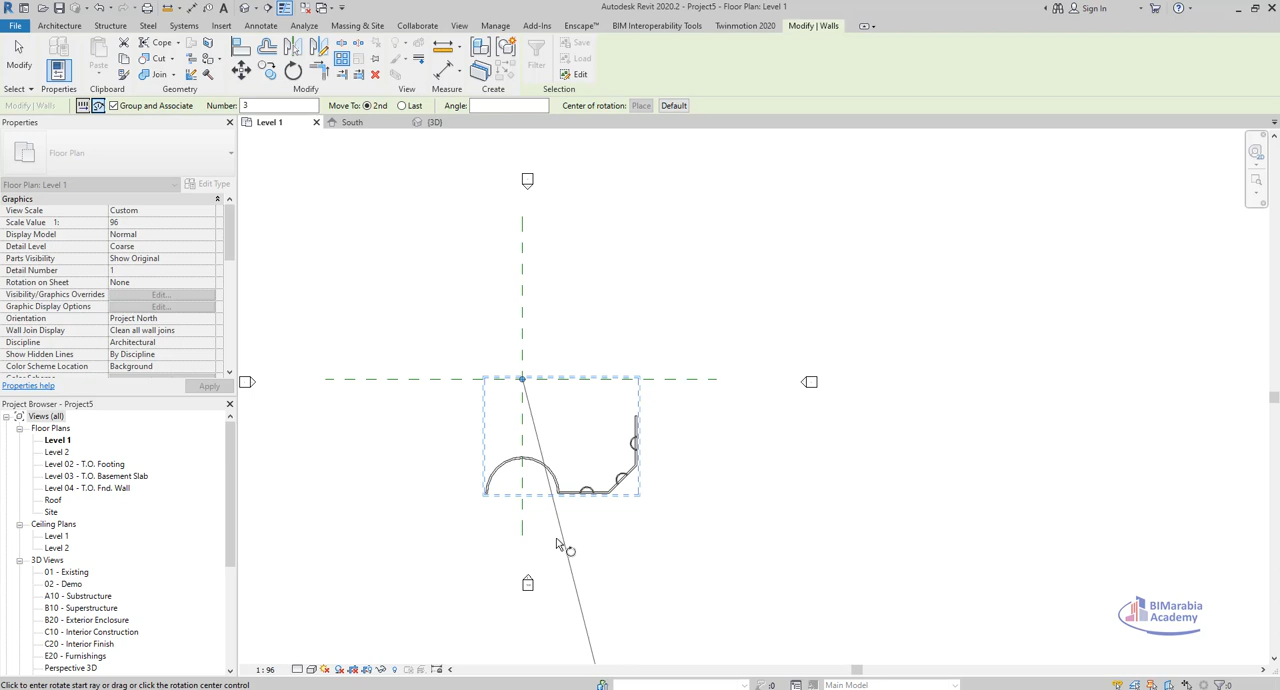 Autodesk Revit 2020.2 - Project5 - Floor Plan: Level 1
Sign In
File Architecture Structure Steel Systems Insert Annotate Analyze Massing & Site Collaborate View Manage Add-Ins Enscape™ BIM Interoperability Tools Twinmotion 2020 Modify | Walls
Cope Save
Modify Paste Cut Filter Load
Join Edit
Select Properties Clipboard Geometry Modify View Measure Create Selection
Modify | Walls Group and Associate Number: 3 Move To: 2nd Last Angle: Center of rotation: Place Default
Properties Level 1 South {3D}
Floor Plan
Floor Plan: Level 1 Edit Type
Graphics
View Scale Custom
Scale Value 1: 96
Display Model Normal
Detail Level Coarse
Parts Visibility Show Original
Detail Number 1
Rotation on Sheet None
Visibility/Graphics Overrides Edit...
Graphic Display Options Edit...
Orientation Project North
Wall Join Display Clean all wall joins
Discipline Architectural
Show Hidden Lines By Discipline
Color Scheme Location Background
Properties help Apply
Project Browser - Project5
Views (all)
Floor Plans
Level 1
Level 2
Level 02 - T.O. Footing
Level 03 - T.O. Basement Slab
Level 04 - T.O. Fnd. Wall
Roof
Site
Ceiling Plans
Level 1
Level 2
3D Views
01 - Existing
02 - Demo
A10 - Substructure
B10 - Superstructure
B20 - Exterior Enclosure
C10 - Interior Construction
C20 - Interior Finish
E20 - Furnishings
Perspective 3D
BIMarabia
Academy
1 : 96
Click to enter rotate start ray or drag or click the rotation center control :0 Main Model :0